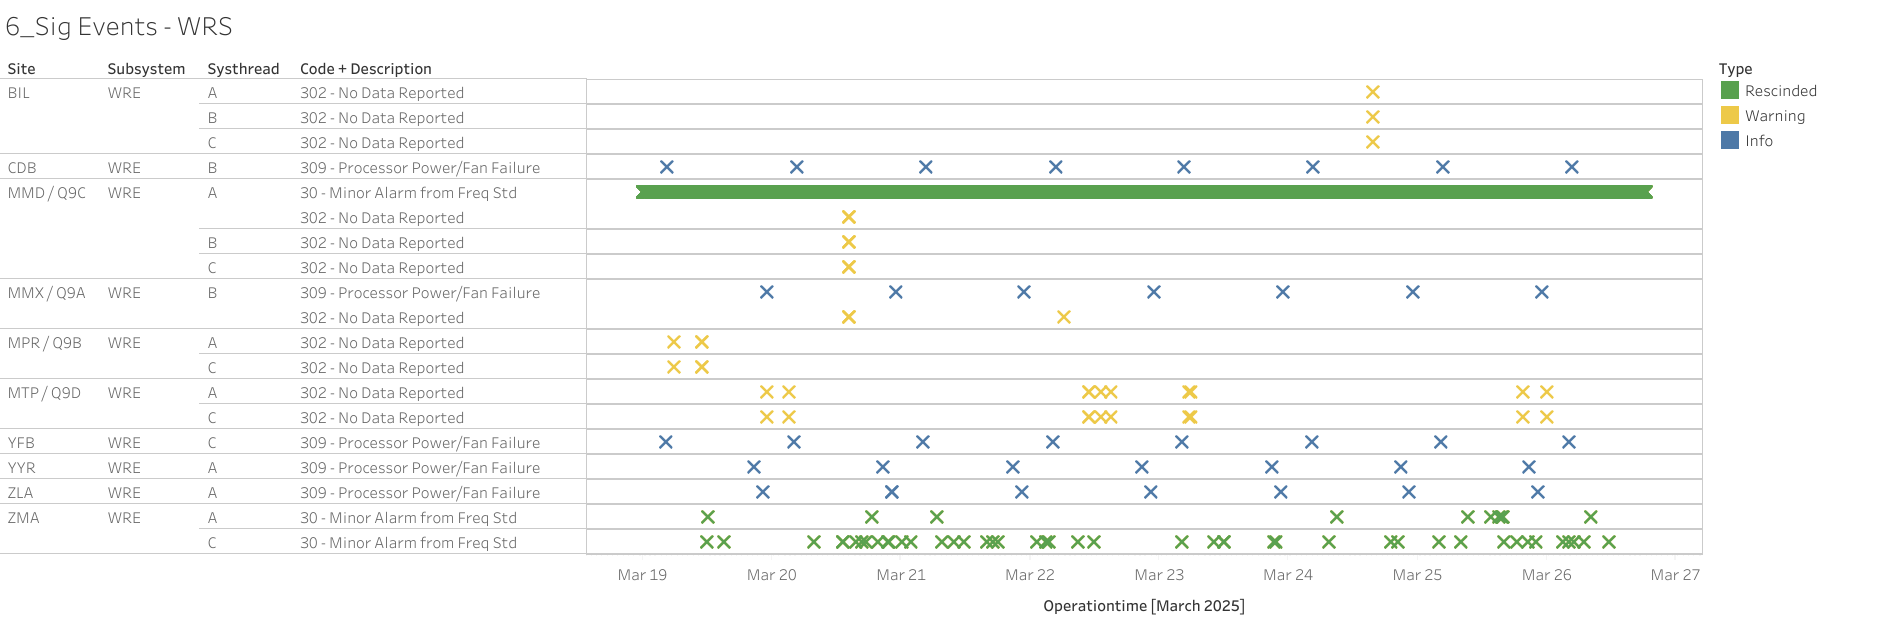 6_Sig Events - WRS
Site Subsystem Systhread Code + Description
Type
BIL WRE A 302 - No Data Reported
Rescinded
B 302 - No Data Reported
Warning
C 302 - No Data Reported
Info
CDB WRE B 309 - Processor Power/Fan Failure
MMD / Q9C WRE A 30 - Minor Alarm from Freq Std
302 - No Data Reported
B 302 - No Data Reported
C 302 - No Data Reported
MMX / Q9A WRE B 309 - Processor Power/Fan Failure
302 - No Data Reported
MPR / Q9B WRE A 302 - No Data Reported
C 302 - No Data Reported
MTP / Q9D WRE A 302 - No Data Reported
C 302 - No Data Reported
YFB WRE C 309 - Processor Power/Fan Failure
YYR WRE A 309 - Processor Power/Fan Failure
ZLA WRE A 309 - Processor Power/Fan Failure
ZMA WRE A 30 - Minor Alarm from Freq Std
C 30 - Minor Alarm from Freq Std
Mar 19 Mar 20 Mar 21 Mar 22 Mar 23 Mar 24 Mar 25 Mar 26 Mar 27
Operationtime [March 2025]